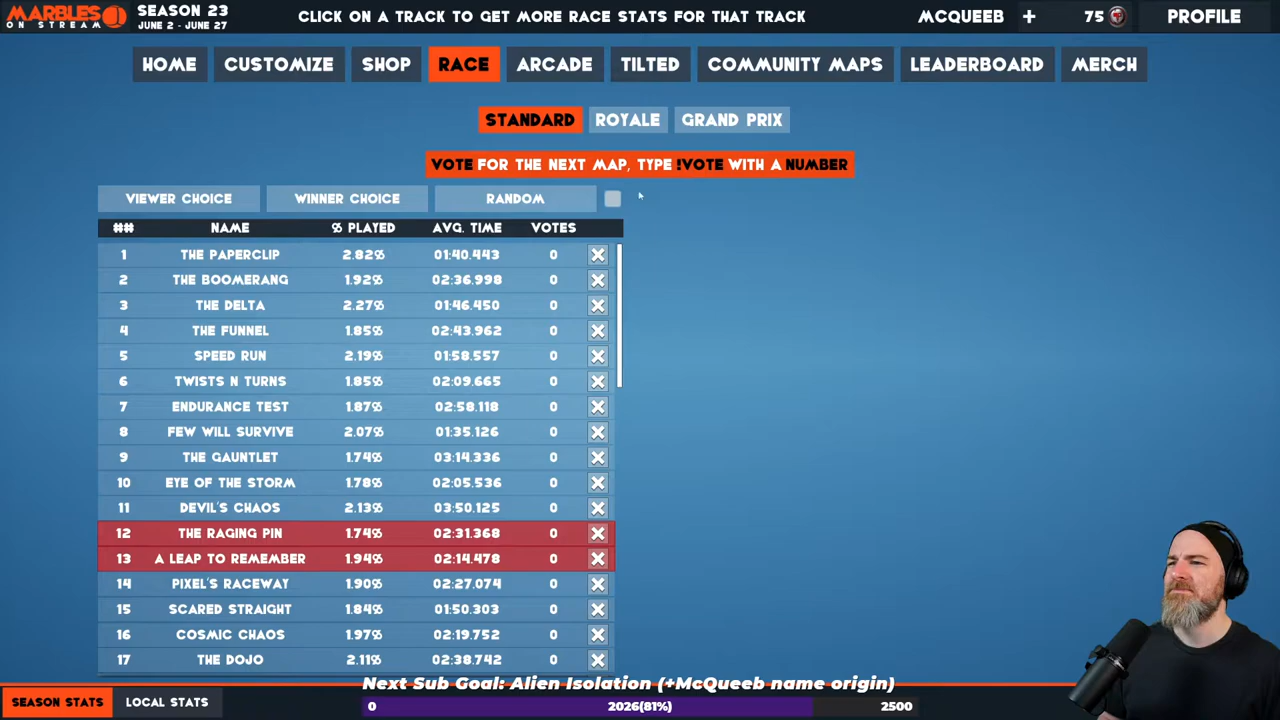 MARBLES ON STREAM
SEASON 23
JUNE 2 - JUNE 27
CLICK ON A TRACK TO GET MORE RACE STATS FOR THAT TRACK
MCQUEEB + 75 PROFILE
HOME CUSTOMIZE SHOP RACE ARCADE TILTED COMMUNITY MAPS LEADERBOARD MERCH
STANDARD ROYALE GRAND PRIX
VOTE FOR THE NEXT MAP, TYPE !VOTE WITH A NUMBER
VIEWER CHOICE WINNER CHOICE RANDOM
## NAME % PLAYED AVG. TIME VOTES
1 THE PAPERCLIP 2.82% 01:40.443 0
2 THE BOOMERANG 1.92% 02:36.998 0
3 THE DELTA 2.27% 01:46.450 0
4 THE FUNNEL 1.85% 02:43.962 0
5 SPEED RUN 2.19% 01:58.557 0
6 TWISTS N TURNS 1.85% 02:09.665 0
7 ENDURANCE TEST 1.87% 02:58.118 0
8 FEW WILL SURVIVE 2.07% 01:35.126 0
9 THE GAUNTLET 1.74% 03:14.336 0
10 EYE OF THE STORM 1.78% 02:05.536 0
11 DEVIL'S CHAOS 2.13% 03:50.125 0
12 THE RAGING PIN 1.74% 02:31.368 0
13 A LEAP TO REMEMBER 1.94% 02:14.478 0
14 PIXEL'S RACEWAY 1.90% 02:27.074 0
15 SCARED STRAIGHT 1.84% 01:50.303 0
16 COSMIC CHAOS 1.97% 02:19.752 0
17 THE DOJO 2.11% 02:38.742 0
Next Sub Goal: Alien Isolation (+McQueeb name origin)
SEASON STATS LOCAL STATS 0 2026(81%) 2500